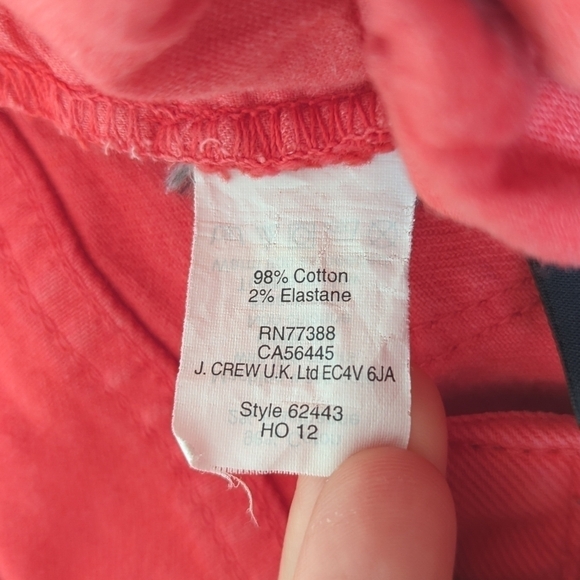 98% Cotton
2% Elastane
RN77388
CA56445
J. CREW U.K. Ltd EC4V 6JA
Style 62443
HO 12